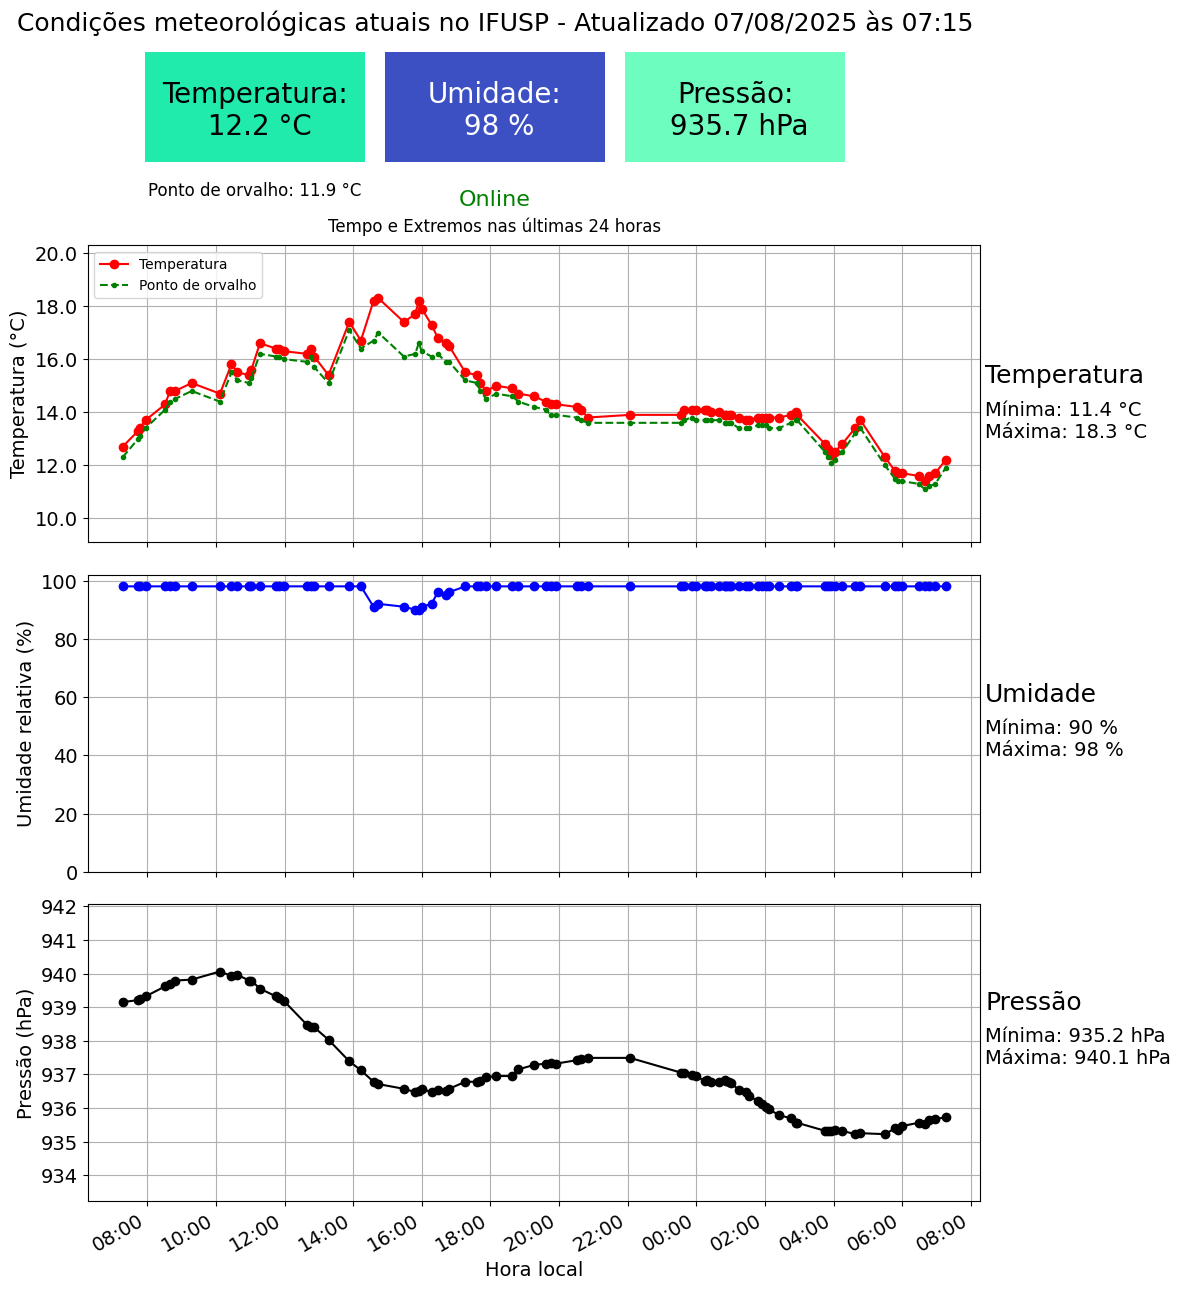 Condições meteorológicas atuais no IFUSP - Atualizado 07/08/2025 às 07:15
Temperatura:
12.2 °C
Umidade:
98 %
Pressão:
935.7 hPa
Ponto de orvalho: 11.9 °C
Online
Tempo e Extremos nas últimas 24 horas
Temperatura (°C)
20.0
18.0
16.0
14.0
12.0
10.0
Temperatura
Ponto de orvalho
Temperatura
Mínima: 11.4 °C
Máxima: 18.3 °C
Umidade relativa (%)
100
80
60
40
20
0
Umidade
Mínima: 90 %
Máxima: 98 %
Pressão (hPa)
942
941
940
939
938
937
936
935
934
Pressão
Mínima: 935.2 hPa
Máxima: 940.1 hPa
08:00
10:00
12:00
14:00
16:00
18:00
20:00
22:00
00:00
02:00
04:00
06:00
08:00
Hora local